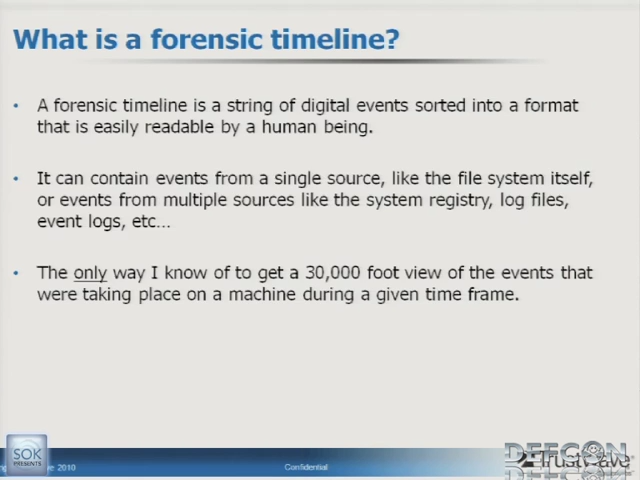 What is a forensic timeline?
• A forensic timeline is a string of digital events sorted into a format
that is easily readable by a human being.
• It can contain events from a single source, like the file system itself,
or events from multiple sources like the system registry, log files,
event logs, etc...
• The only way I know of to get a 30,000 foot view of the events that
were taking place on a machine during a given time frame.
SOK
PRESENTS
2010
Confidential
DEFCON
Trustwave